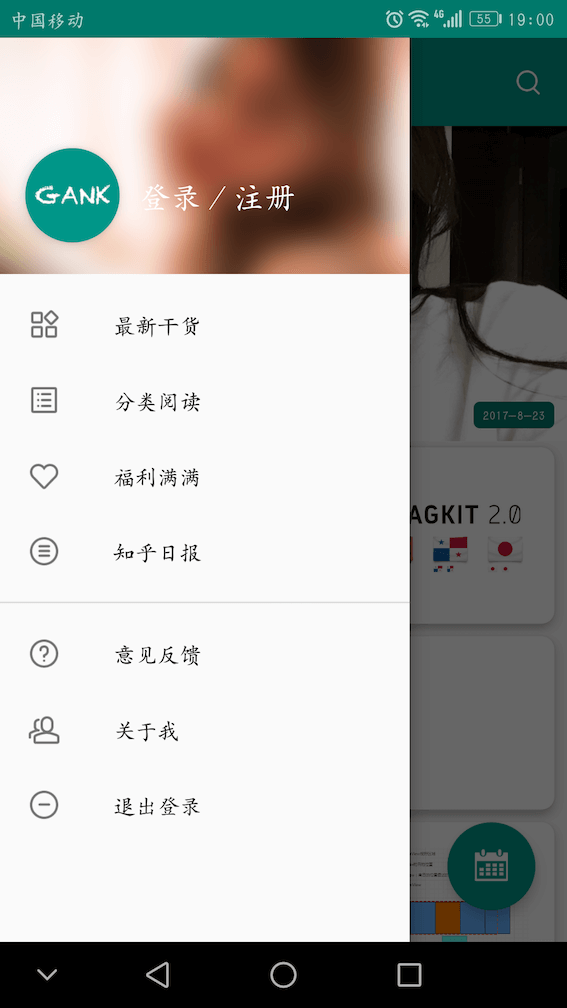 中国移动
4G
55
19:00
GANK
登录 / 注册
最新干货
2017-8-23
分类阅读
福利满满
AGKIT 2.0
知乎日报
意见反馈
关于我
退出登录